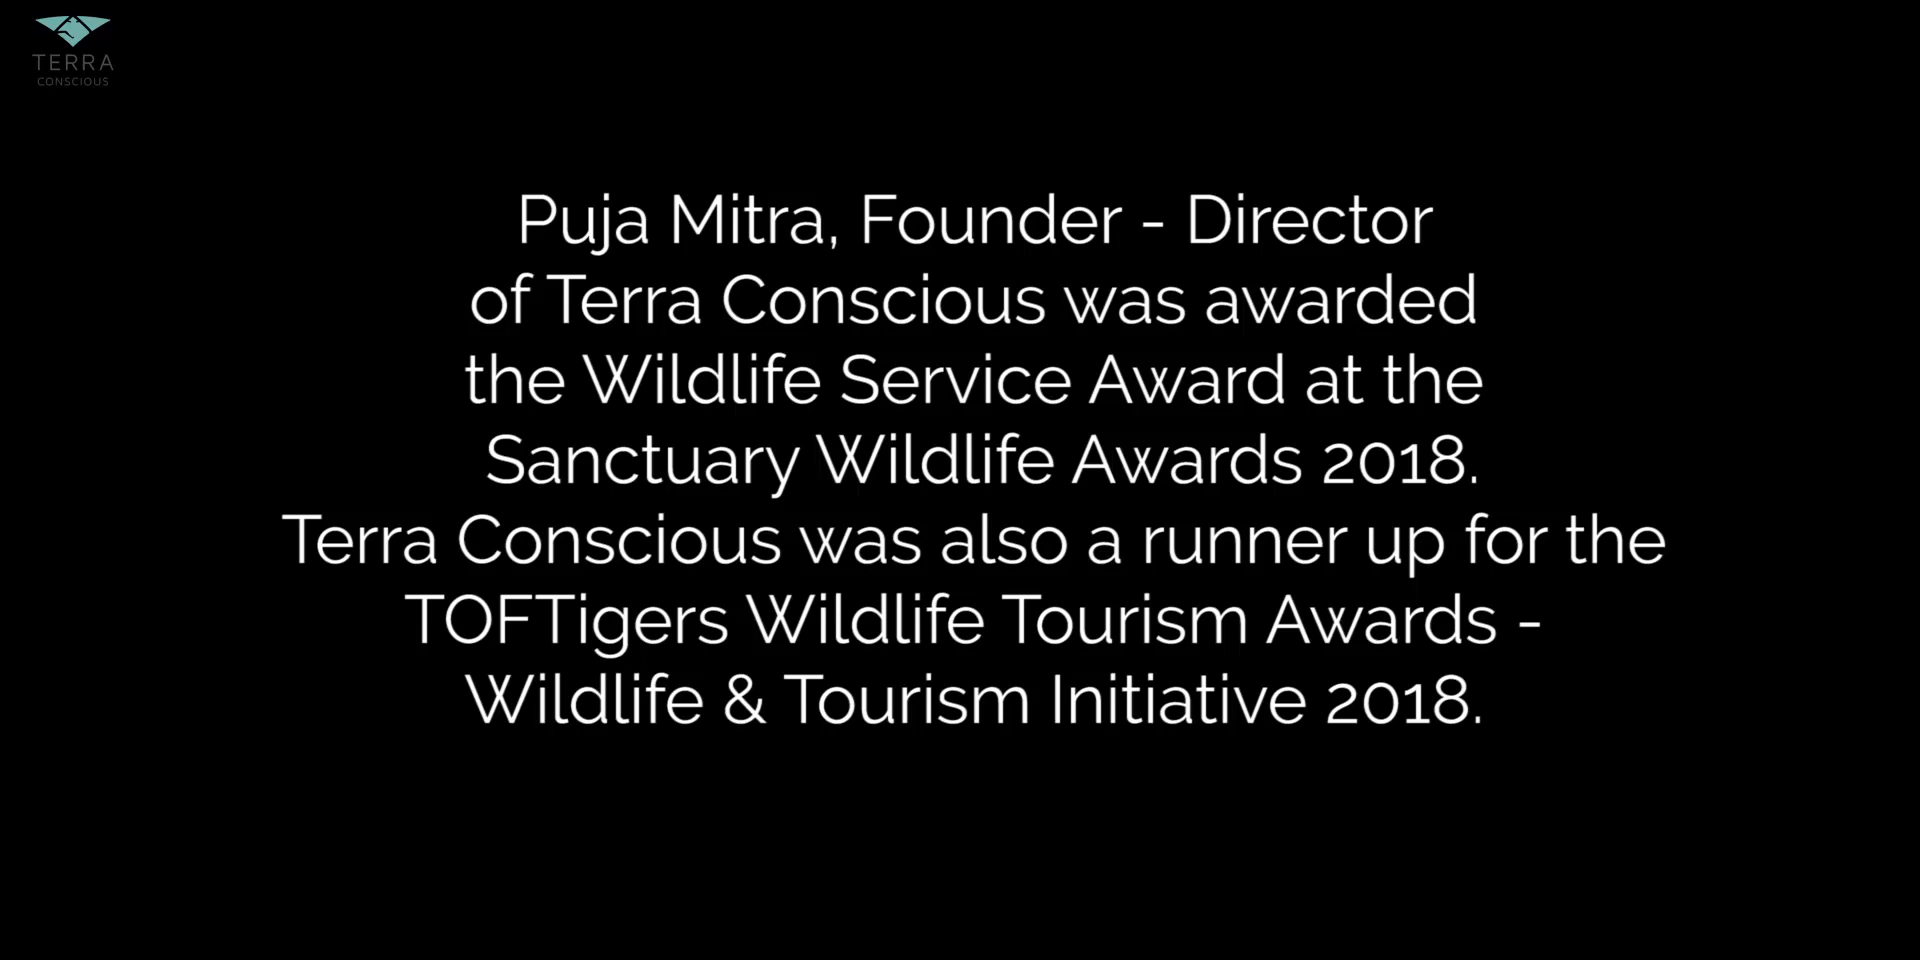 TERRA
CONSCIOUS
Puja Mitra, Founder - Director
of Terra Conscious was awarded
the Wildlife Service Award at the
Sanctuary Wildlife Awards 2018.
Terra Conscious was also a runner up for the
TOFTigers Wildlife Tourism Awards -
Wildlife & Tourism Initiative 2018.